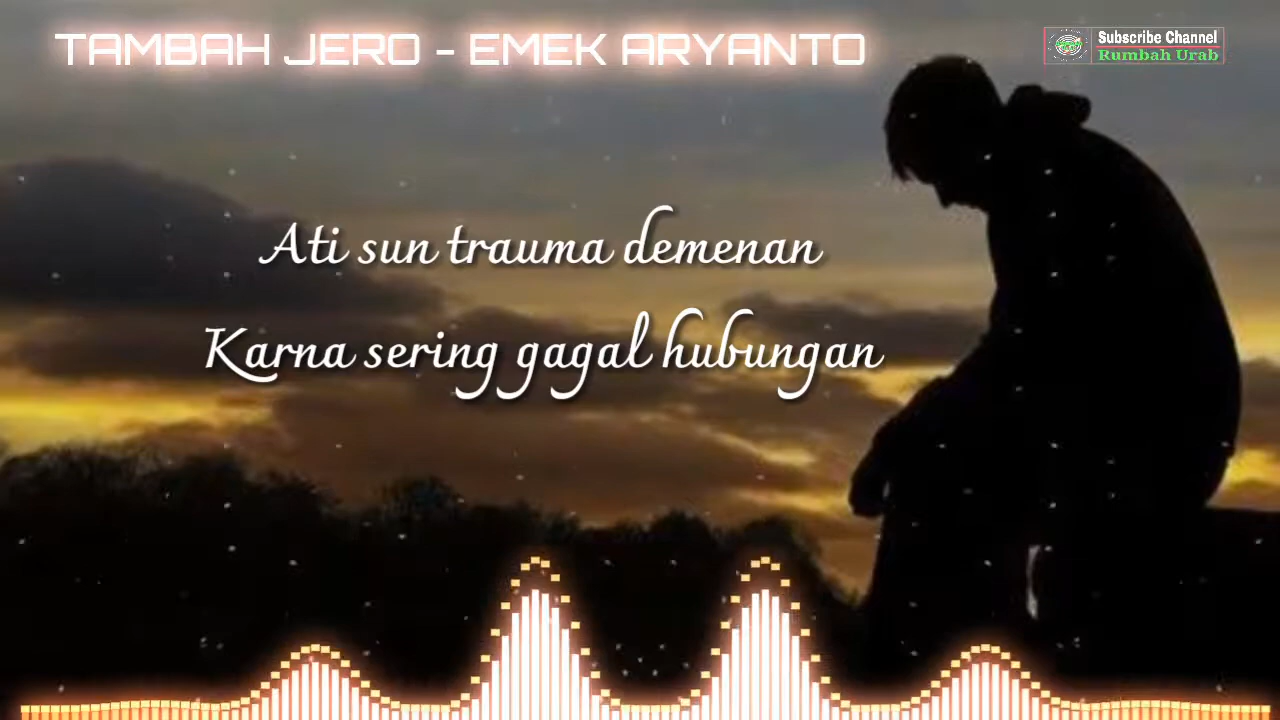 TAMBAH JERO - EMEK ARYANTO
Subscribe Channel
Rumbah Urab
Ati sun trauma demenan
Karna sering gagal hubungan